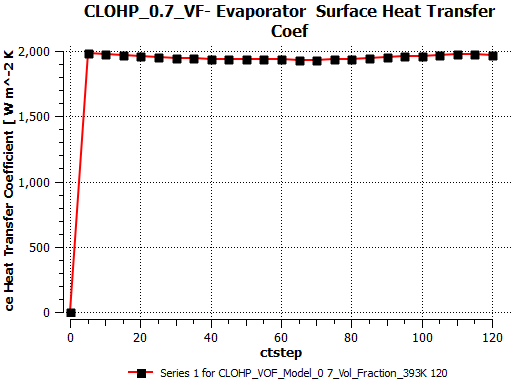 CLOHP_0.7_VF- Evaporator  Surface Heat Transfer
Coef
ce Heat Transfer Coefficient [ W m^-2 K
2,000
1,500
1,000
500
0
0 20 40 60 80 100 120
ctstep
Series 1 for CLOHP_VOF_Model_0 7_Vol_Fraction_393K 120